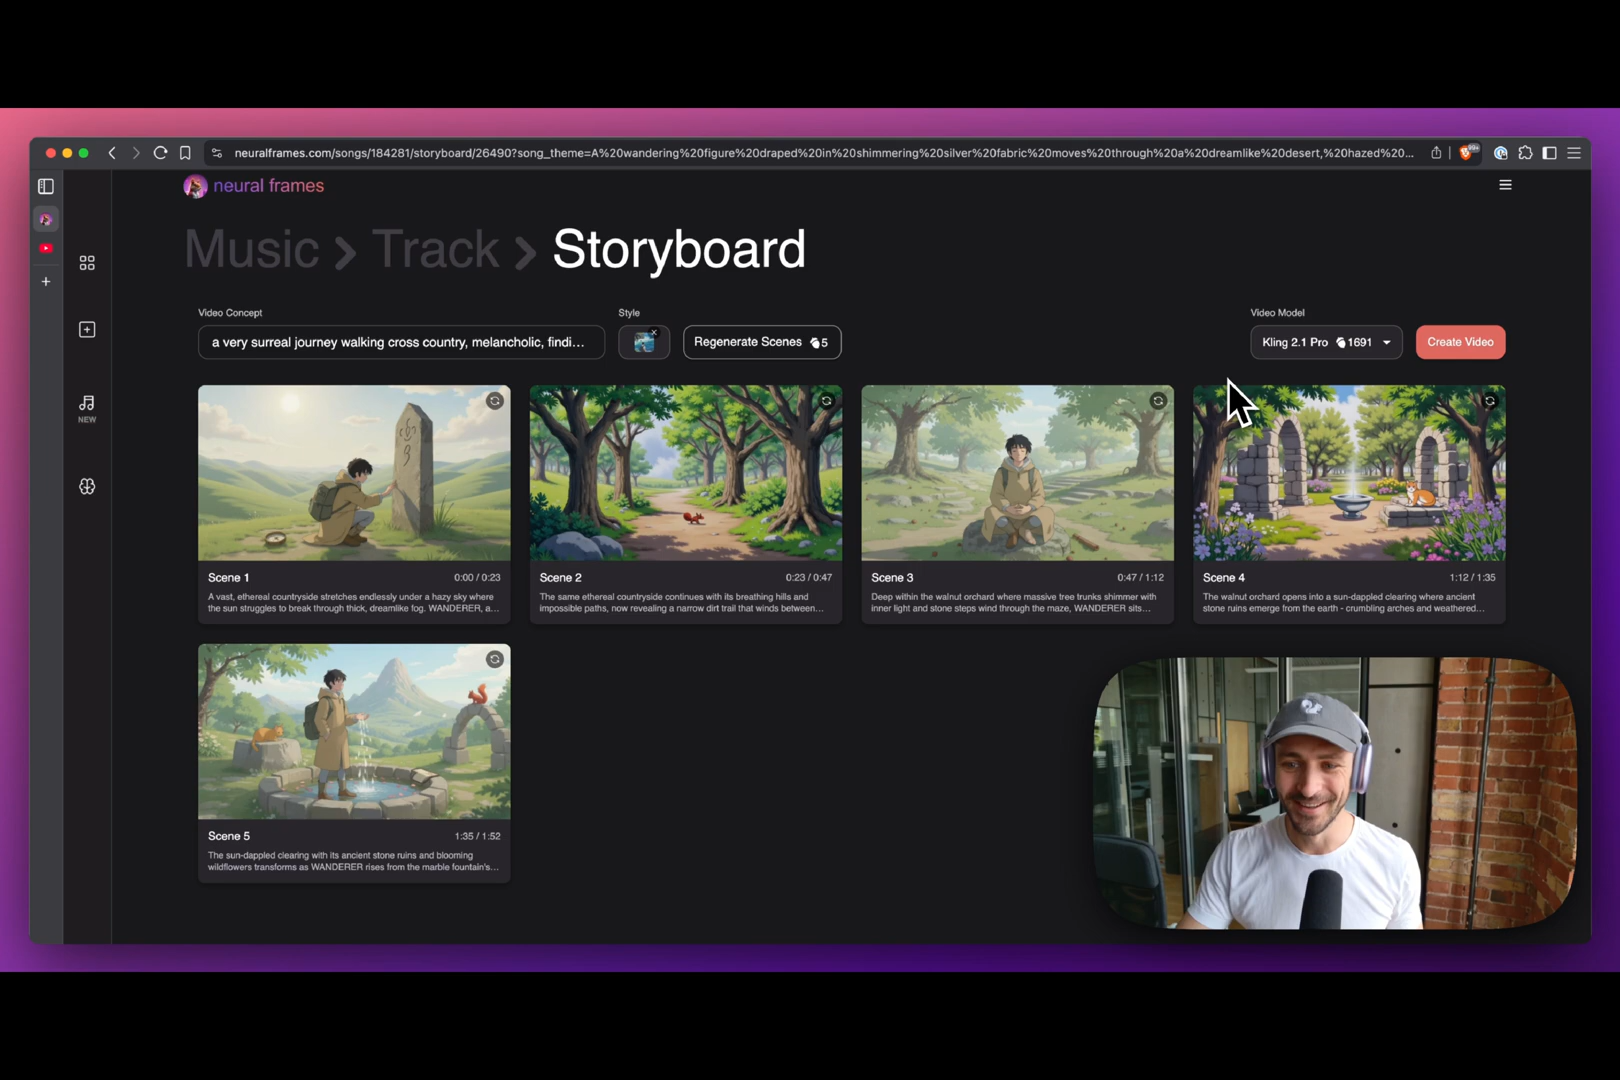 neuralframes.com/songs/184281/storyboard/26490?song_theme=A%20wandering%20figure%20draped%20in%20shimmering%20silver%20fabric%20moves%20through%20a%20dreamlike%20desert,%20hazed%20...
99+
neural frames
Music > Track > Storyboard
Video Concept
Style
Video Model
a very surreal journey walking cross country, melancholic, findi...
Regenerate Scenes 5
Kling 2.1 Pro 1691
Create Video
NEW
Scene 1 0:00 / 0:23
A vast, ethereal countryside stretches endlessly under a hazy sky where
the sun struggles to break through thick, dreamlike fog. WANDERER, a...
Scene 2 0:23 / 0:47
The same ethereal countryside continues with its breathing hills and
impossible paths, now revealing a narrow dirt trail that winds between...
Scene 3 0:47 / 1:12
Deep within the walnut orchard where massive tree trunks shimmer with
inner light and stone steps wind through the maze, WANDERER sits...
Scene 4 1:12 / 1:35
The walnut orchard opens into a sun-dappled clearing where ancient
stone ruins emerge from the earth - crumbling arches and weathered...
Scene 5 1:35 / 1:52
The sun-dappled clearing with its ancient stone ruins and blooming
wildflowers transforms as WANDERER rises from the marble fountain's...